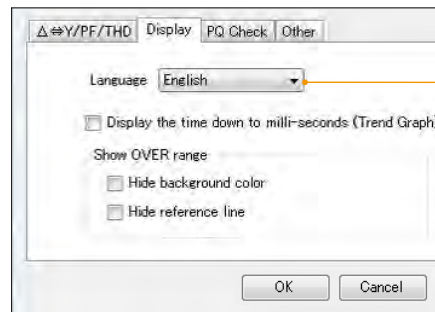 Δ⇔Y/PF/THD Display PQ Check Other
Language English
Display the time down to milli-seconds (Trend Graph)
Show OVER range
Hide background color
Hide reference line
OK Cancel